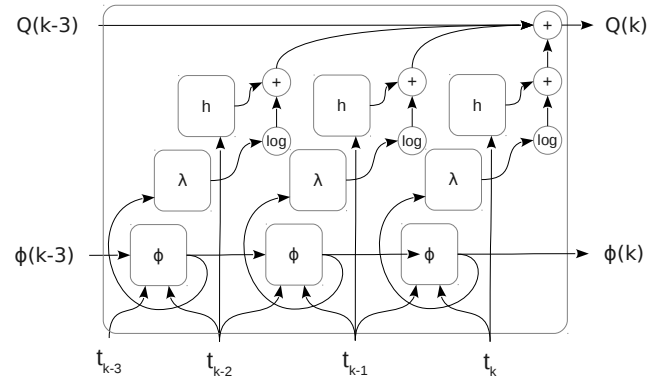 Q(k-3) + Q(k)
+ + +
h h h
log log log
λ λ λ
ϕ(k-3) ϕ ϕ ϕ ϕ(k)
t_{k-3} t_{k-2} t_{k-1} t_k